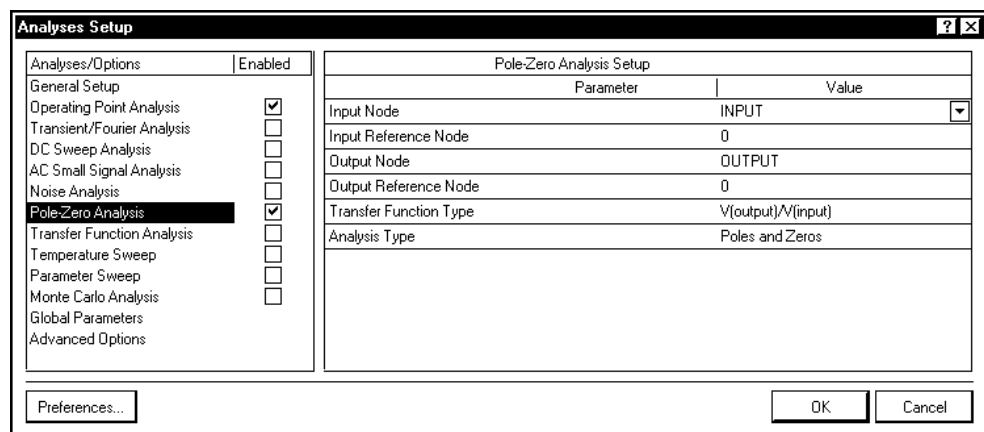 Analyses Setup
Analyses/Options Enabled
General Setup
Operating Point Analysis
Transient/Fourier Analysis
DC Sweep Analysis
AC Small Signal Analysis
Noise Analysis
Pole-Zero Analysis
Transfer Function Analysis
Temperature Sweep
Parameter Sweep
Monte Carlo Analysis
Global Parameters
Advanced Options
Pole-Zero Analysis Setup
Parameter Value
Input Node INPUT
Input Reference Node 0
Output Node OUTPUT
Output Reference Node 0
Transfer Function Type V(output)/V(input)
Analysis Type Poles and Zeros
Preferences... OK Cancel